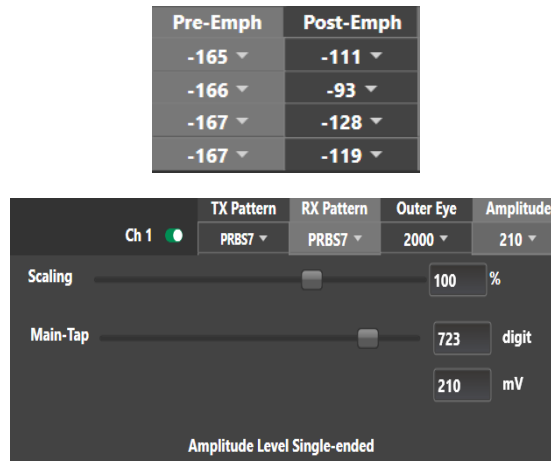 Pre-Emph Post-Emph
-165 -111
-166 -93
-167 -128
-167 -119
TX Pattern RX Pattern Outer Eye Amplitude
Ch 1 PRBS7 PRBS7 2000 210
Scaling 100 %
Main-Tap 723 digit
210 mV
Amplitude Level Single-ended